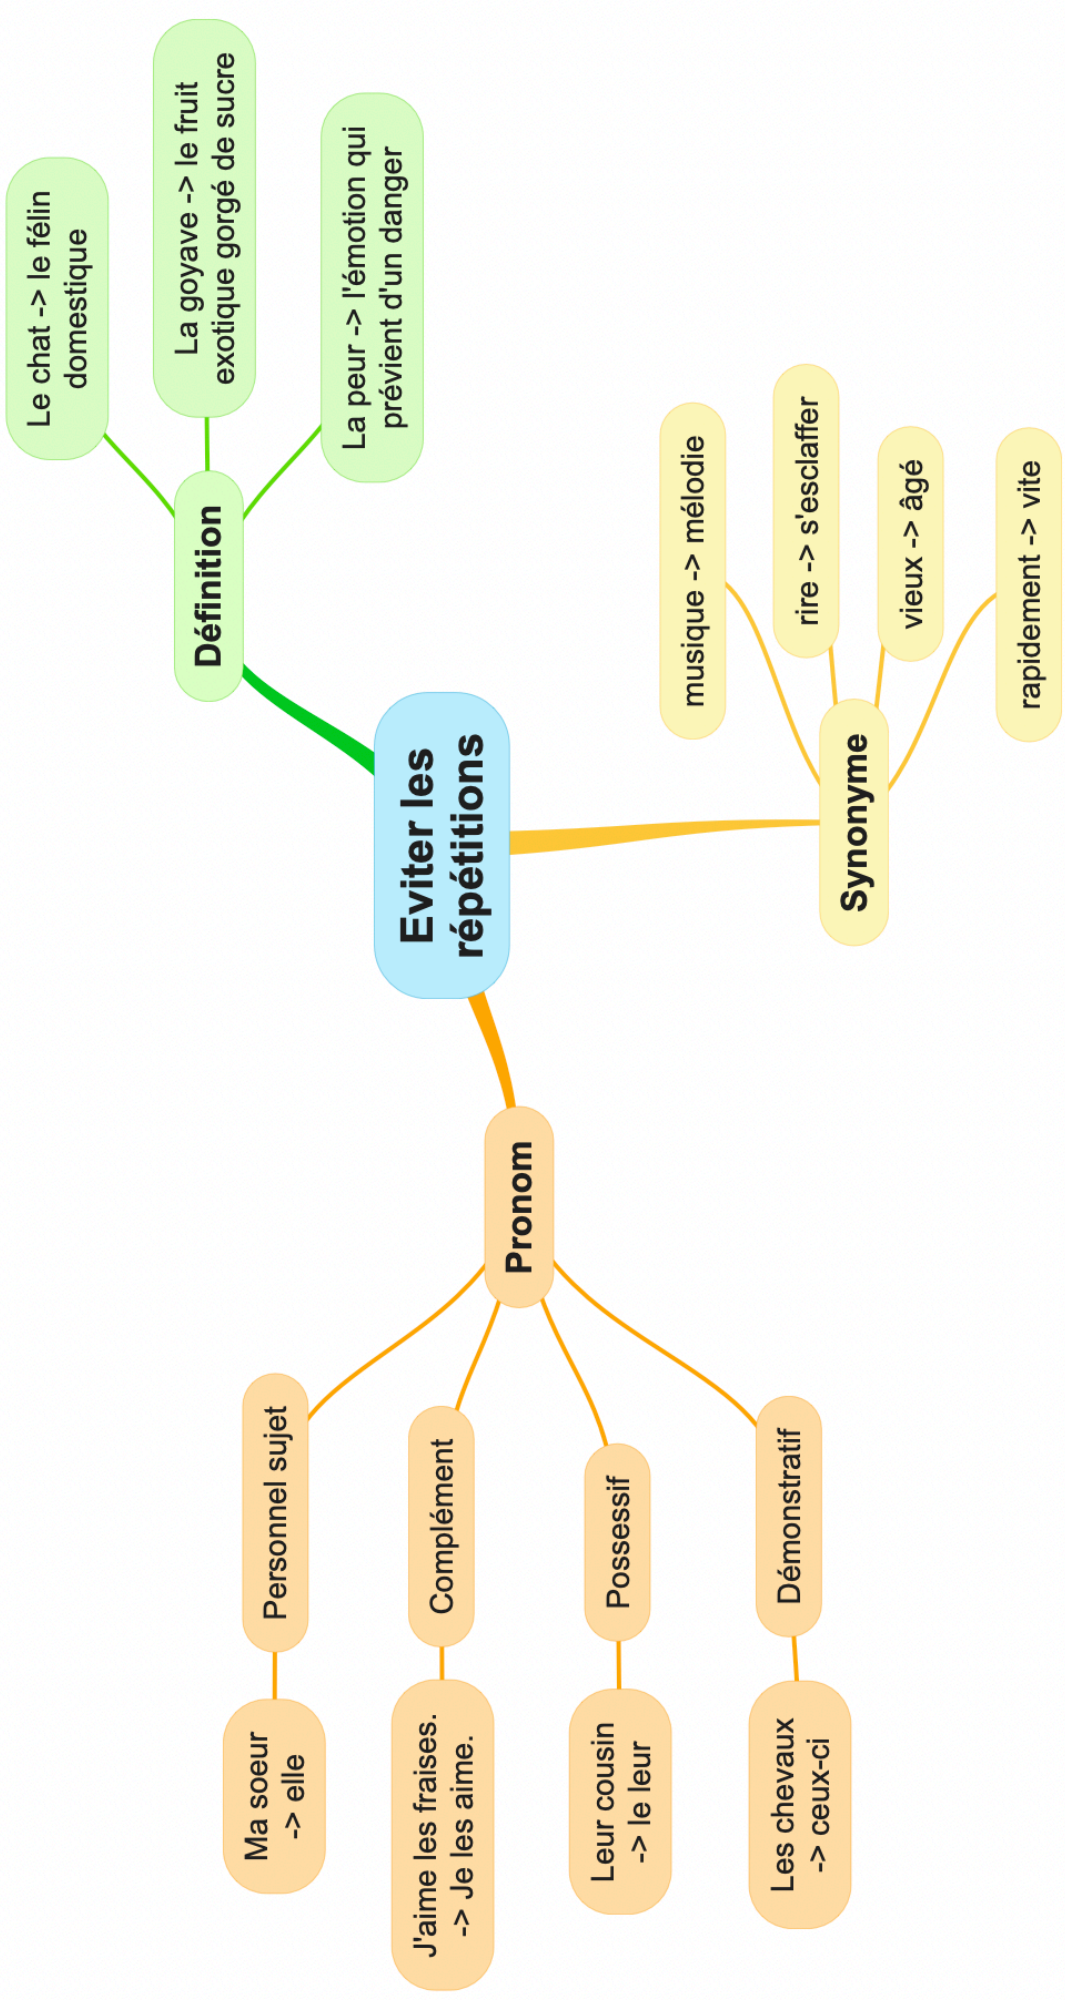 Eviter les
répétitions
Définition
Le chat -> le félin
domestique
La goyave -> le fruit
exotique gorgé de sucre
La peur -> l'émotion qui
prévient d'un danger
Synonyme
musique -> mélodie
rire -> s'esclaffer
vieux -> âgé
rapidement -> vite
Pronom
Personnel sujet
Ma soeur
-> elle
Complément
J'aime les fraises.
-> Je les aime.
Possessif
Leur cousin
-> le leur
Démonstratif
Les chevaux
-> ceux-ci